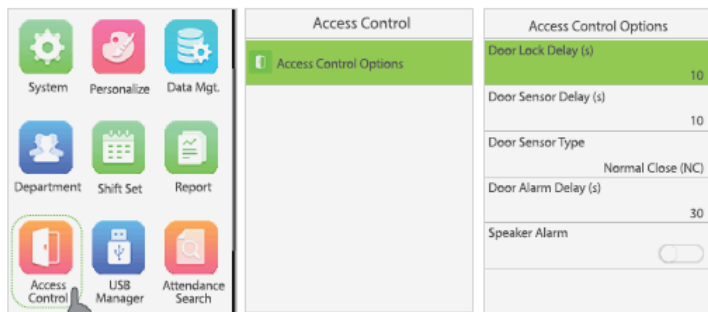 System
Personalize
Data Mgt.
Department
Shift Set
Report
Access
Control
USB
Manager
Attendance
Search
Access Control
Access Control Options
Access Control Options
Door Lock Delay (s)
10
Door Sensor Delay (s)
10
Door Sensor Type
Normal Close (NC)
Door Alarm Delay (s)
30
Speaker Alarm